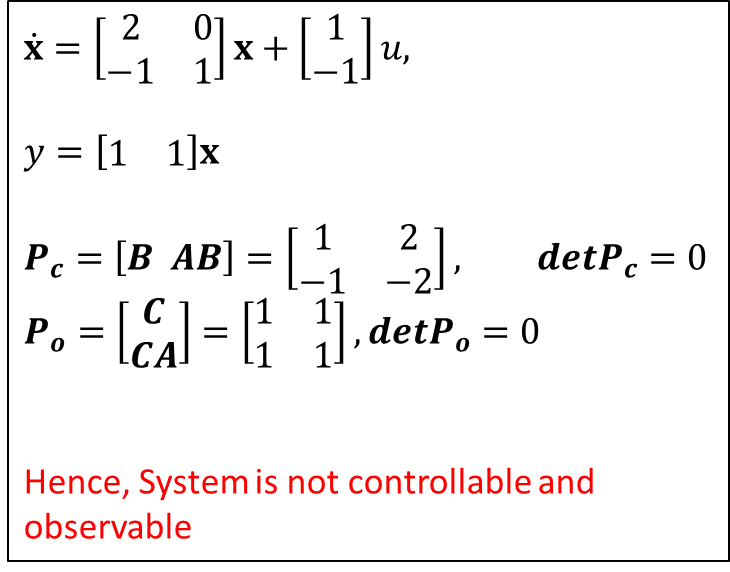 ẋ = [2 0; −1 1] x + [1; −1] u,
y = [1 1]x
P_c = [B AB] = [1 2; −1 −2], detP_c = 0
P_o = [C; CA] = [1 1; 1 1], detP_o = 0
Hence, System is not controllable and
observable